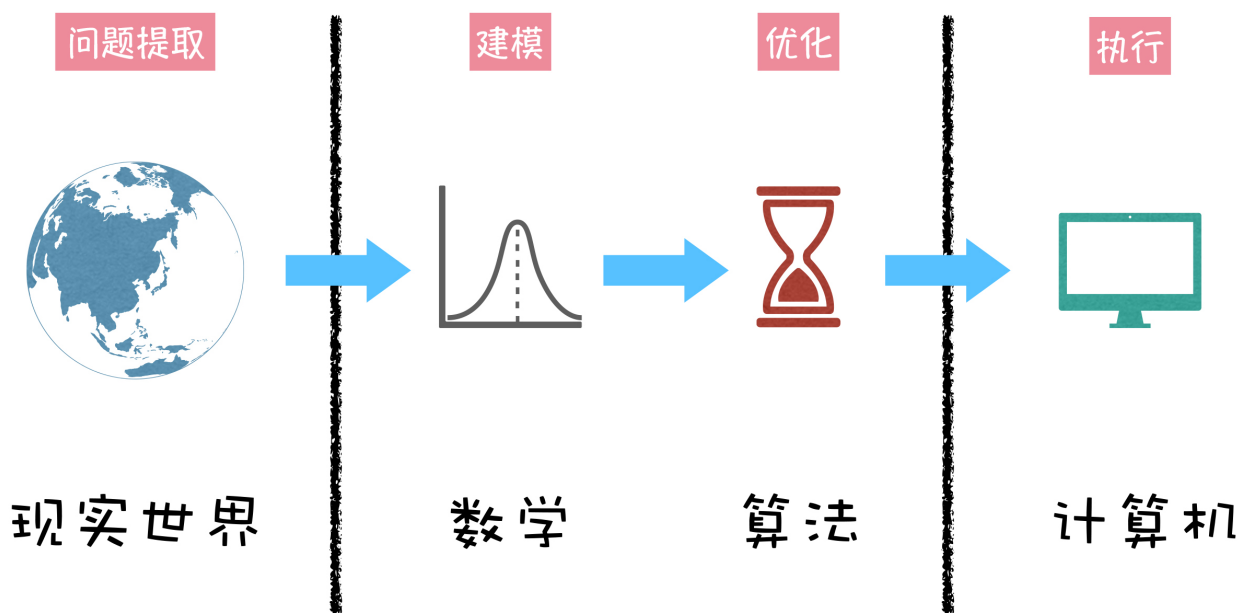 问题提取
建模
优化
执行
现实世界
数学
算法
计算机